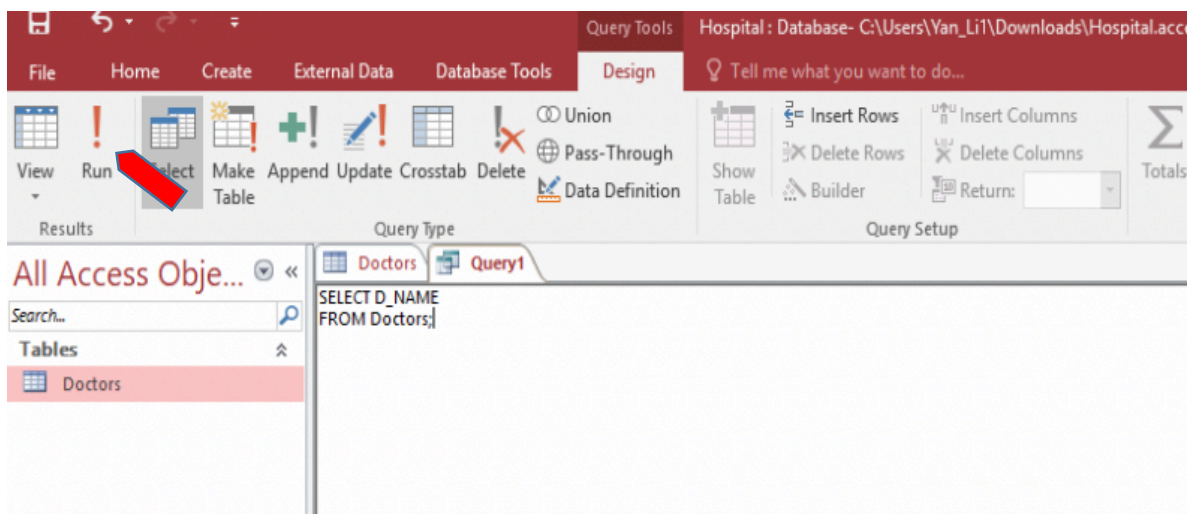 Query Tools
Hospital : Database- C:\Users\Yan_Li1\Downloads\Hospital.acc
File Home Create External Data Database Tools Design Tell me what you want to do...
View
Run
Select
Make Table
Append
Update
Crosstab
Delete
Union
Pass-Through
Data Definition
Show Table
Insert Rows
Delete Rows
Builder
Insert Columns
Delete Columns
Return:
Totals
Results
Query Type
Query Setup
All Access Obje...
Search...
Tables
Doctors
Doctors Query1
SELECT D_NAME
FROM Doctors;